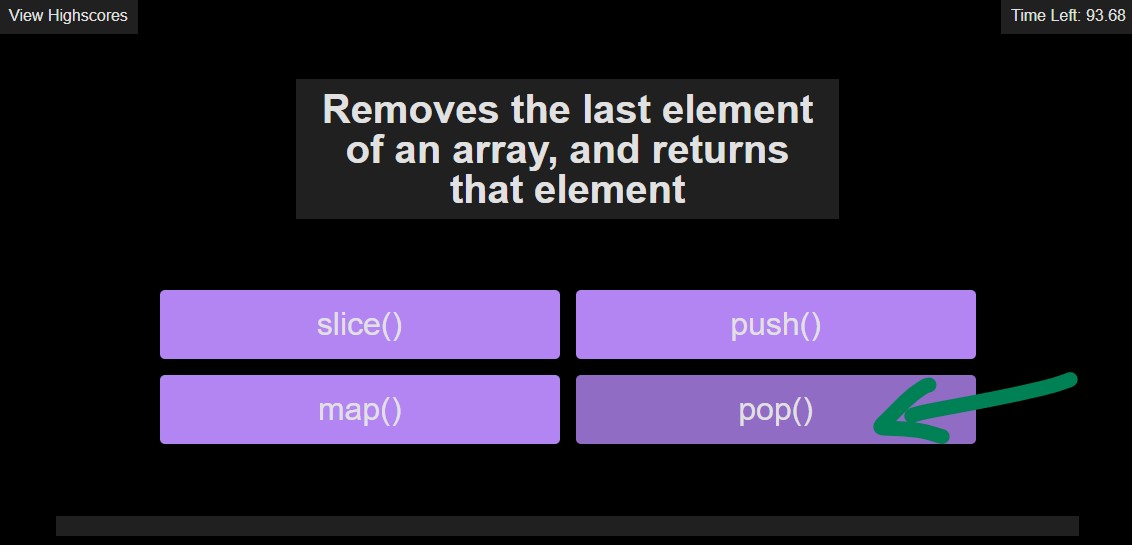 View Highscores
Time Left: 93.68
Removes the last element
of an array, and returns
that element
slice()
push()
map()
pop()